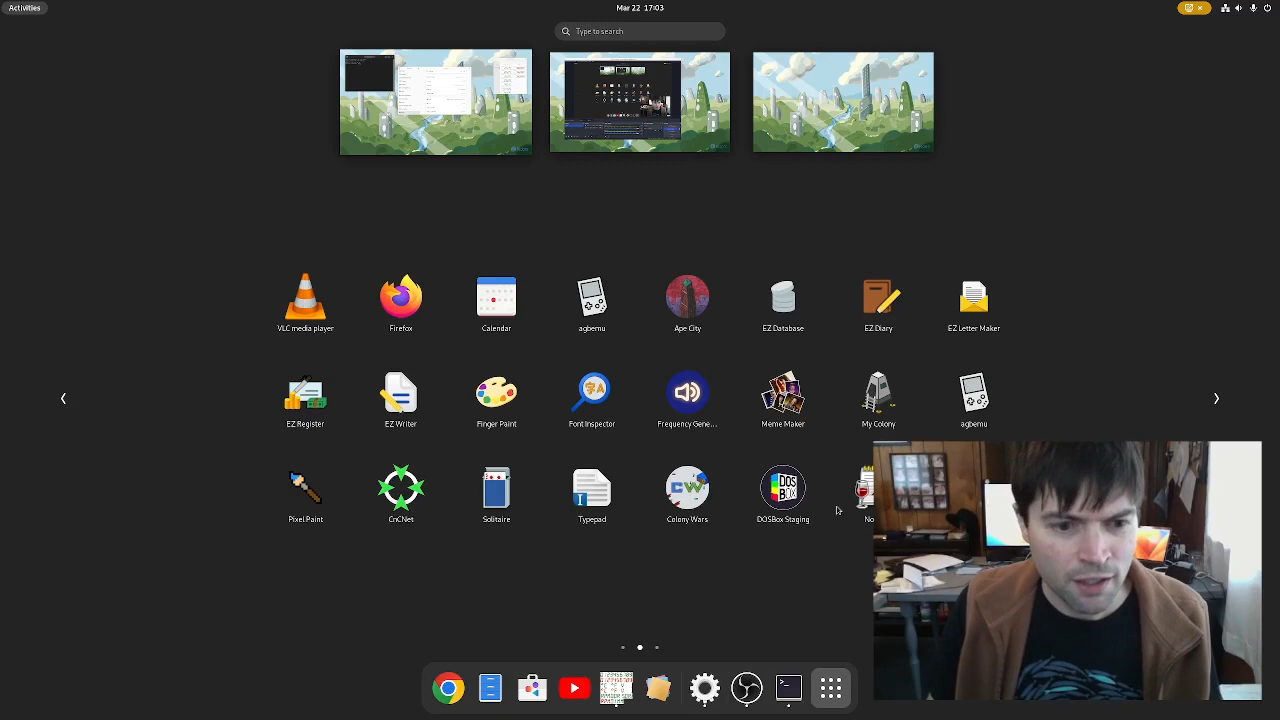 Activities
Mar 22 17:03
Type to search
VLC media player
Firefox
Calendar
agbemu
Ape City
EZ Database
EZ Diary
EZ Letter Maker
EZ Register
EZ Writer
Finger Paint
Font Inspector
Frequency Gene...
Meme Maker
My Colony
agbemu
Pixel Paint
CnCNet
Solitaire
Typepad
Colony Wars
DOSBox Staging
No